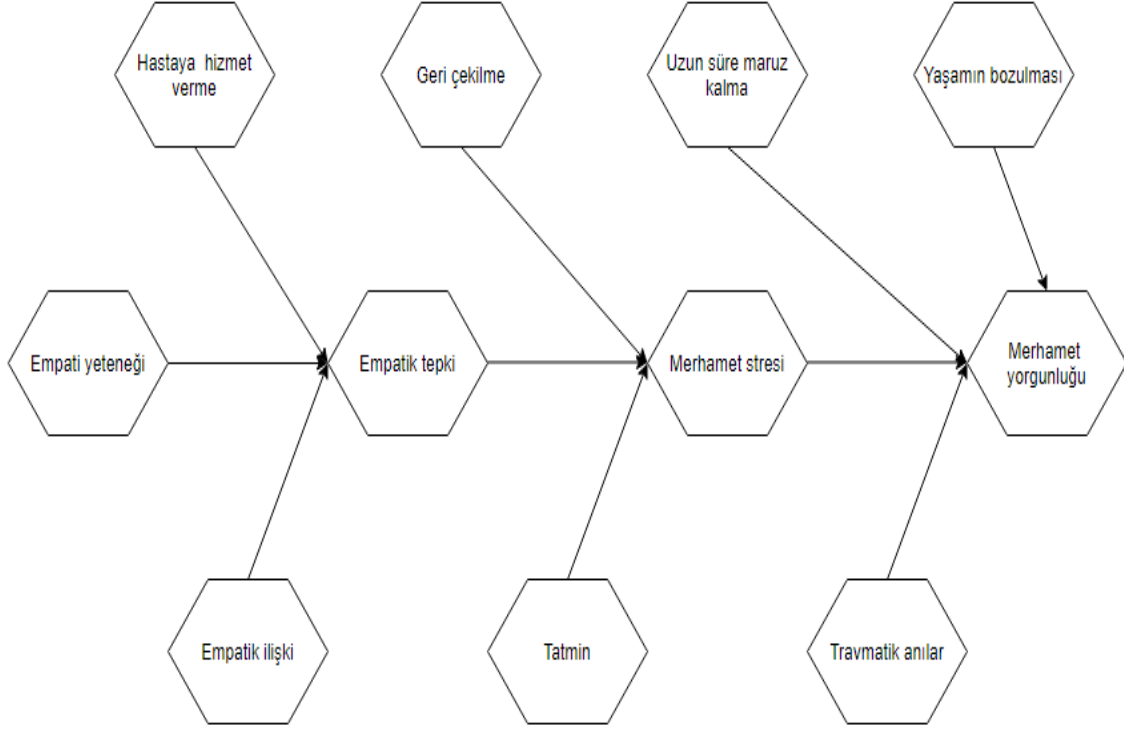 Hastaya hizmet
verme
Geri çekilme
Uzun süre maruz
kalma
Yaşamın bozulması
Empati yeteneği
Empatik tepki
Merhamet stresi
Merhamet
yorgunluğu
Empatik ilişki
Tatmin
Travmatik anılar